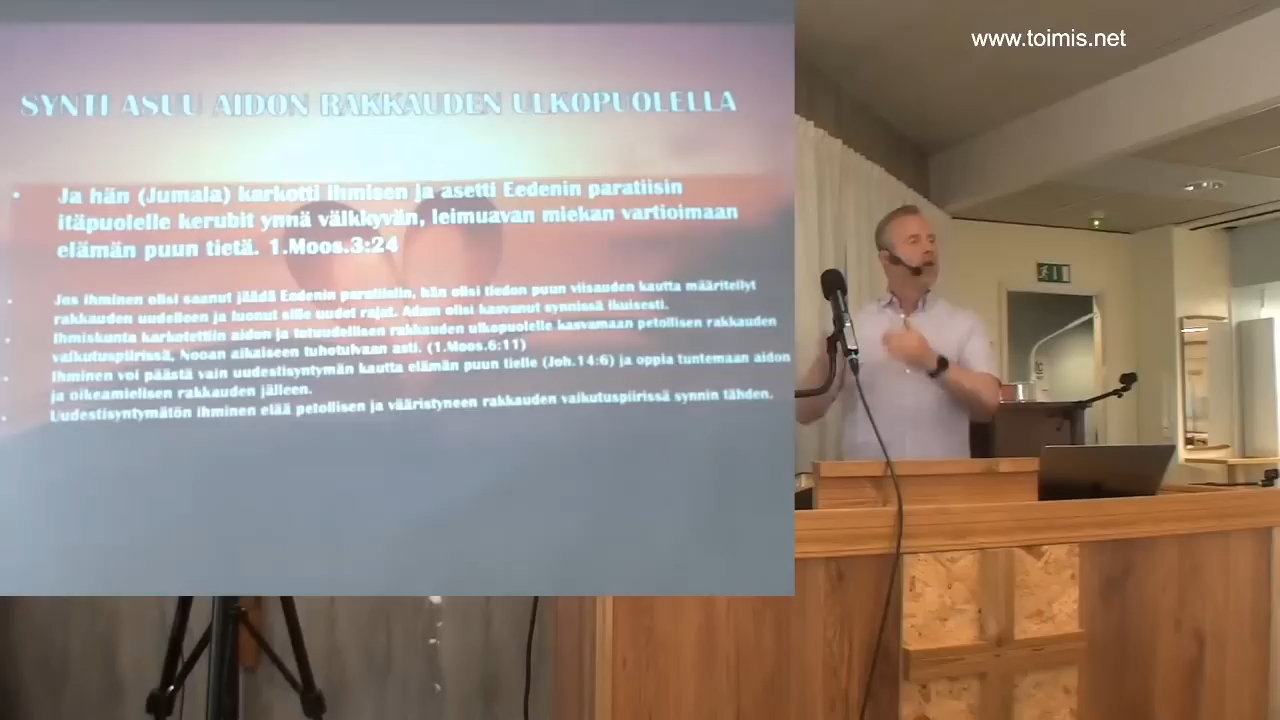 www.toimis.net
SYNTI ASUU AIDON RAKKAUDEN ULKOPUOLELLA
• Ja hän (Jumala) karkotti ihmisen ja asetti Eedenin paratiisin
itäpuolelle kerubit ynnä välkkyvän, leimuavan miekan vartioimaan
elämän puun tietä. 1.Moos.3:24
• Jos ihminen olisi saanut jäädä Eedenin paratiisiin, hän olisi tiedon puun viisauden kautta määritellyt
rakkauden uudelleen ja luonut sille uudet rajat. Adam olisi kasvanut synnissä ikuisesti.
• Ihmiskunta karkotettiin aidon ja totuudellisen rakkauden ulkopuolelle kasvamaan petollisen rakkauden
vaikutuspiirissä, Nooan aikaiseen tuhotulvaan asti. (1.Moos.6:11)
• Ihminen voi päästä vain uudestisyntymän kautta elämän puun tielle (Joh.14:6) ja oppia tuntemaan aidon
ja oikeamielisen rakkauden jälleen.
• Uudestisyntymätön ihminen elää petollisen ja vääristyneen rakkauden vaikutuspiirissä synnin tähden.